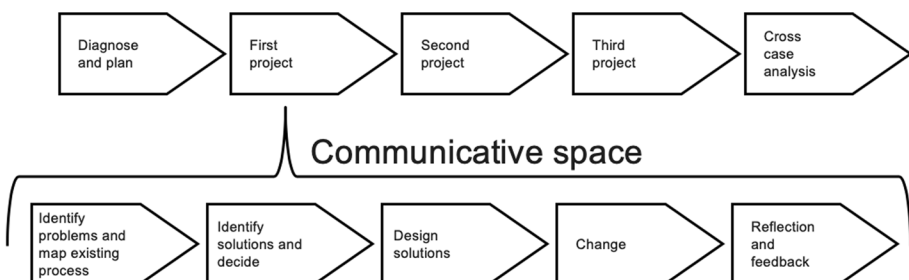 Diagnose
and plan
First
project
Second
project
Third
project
Cross
case
analysis
Communicative space
Identify
problems and
map existing
process
Identify
solutions and
decide
Design
solutions
Change
Reflection
and
feedback